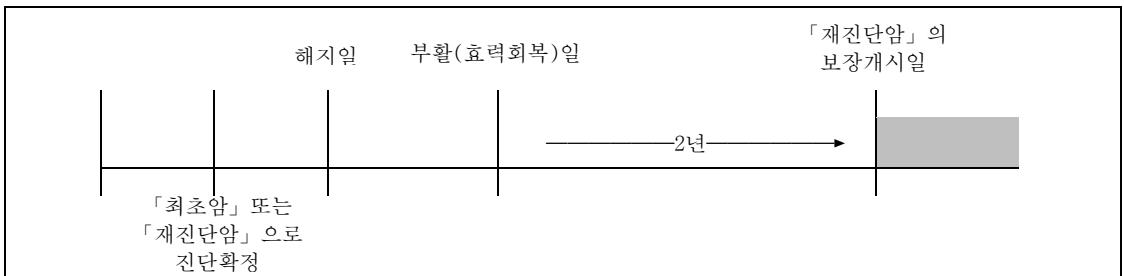 「재진단암」의
보장개시일
해지일
부활(효력회복)일
2년
「최초암」또는
「재진단암」으로
진단확정